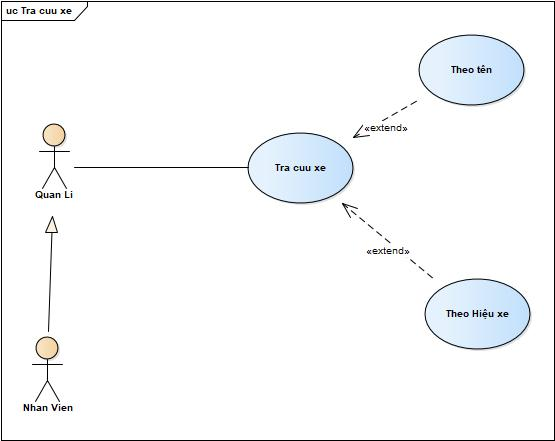 uc Tra cuu xe
Theo tên
«extend»
Tra cuu xe
Quan Li
«extend»
Theo Hiệu xe
Nhan Vien